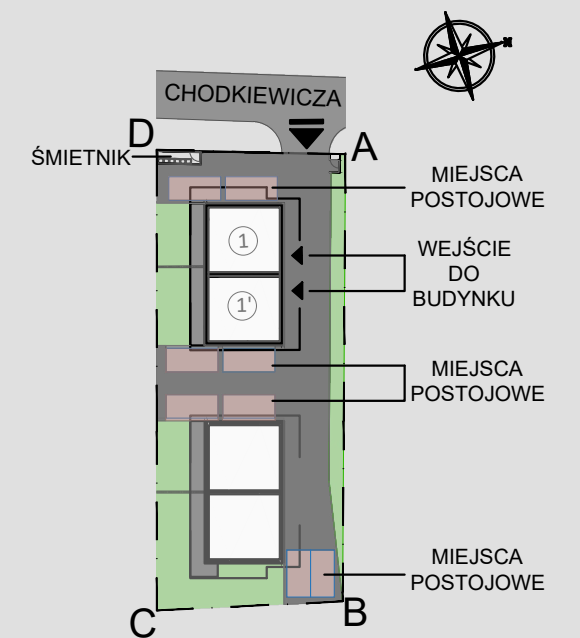 CHODKIEWICZA
D
A
ŚMIETNIK
MIEJSCA
POSTOJOWE
1
WEJŚCIE
DO
BUDYNKU
1'
MIEJSCA
POSTOJOWE
MIEJSCA
POSTOJOWE
C
B